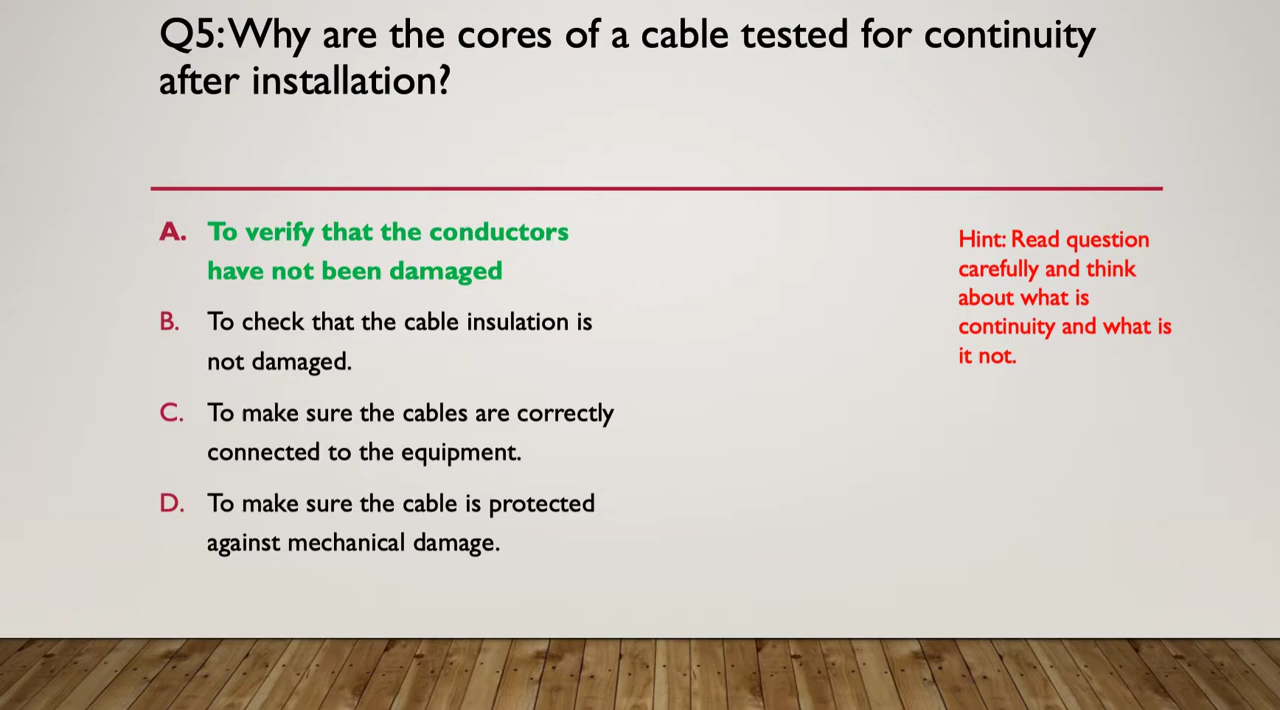 Q5: Why are the cores of a cable tested for continuity
after installation?
A. To verify that the conductors
have not been damaged
B. To check that the cable insulation is
not damaged.
C. To make sure the cables are correctly
connected to the equipment.
D. To make sure the cable is protected
against mechanical damage.
Hint: Read question
carefully and think
about what is
continuity and what is
it not.